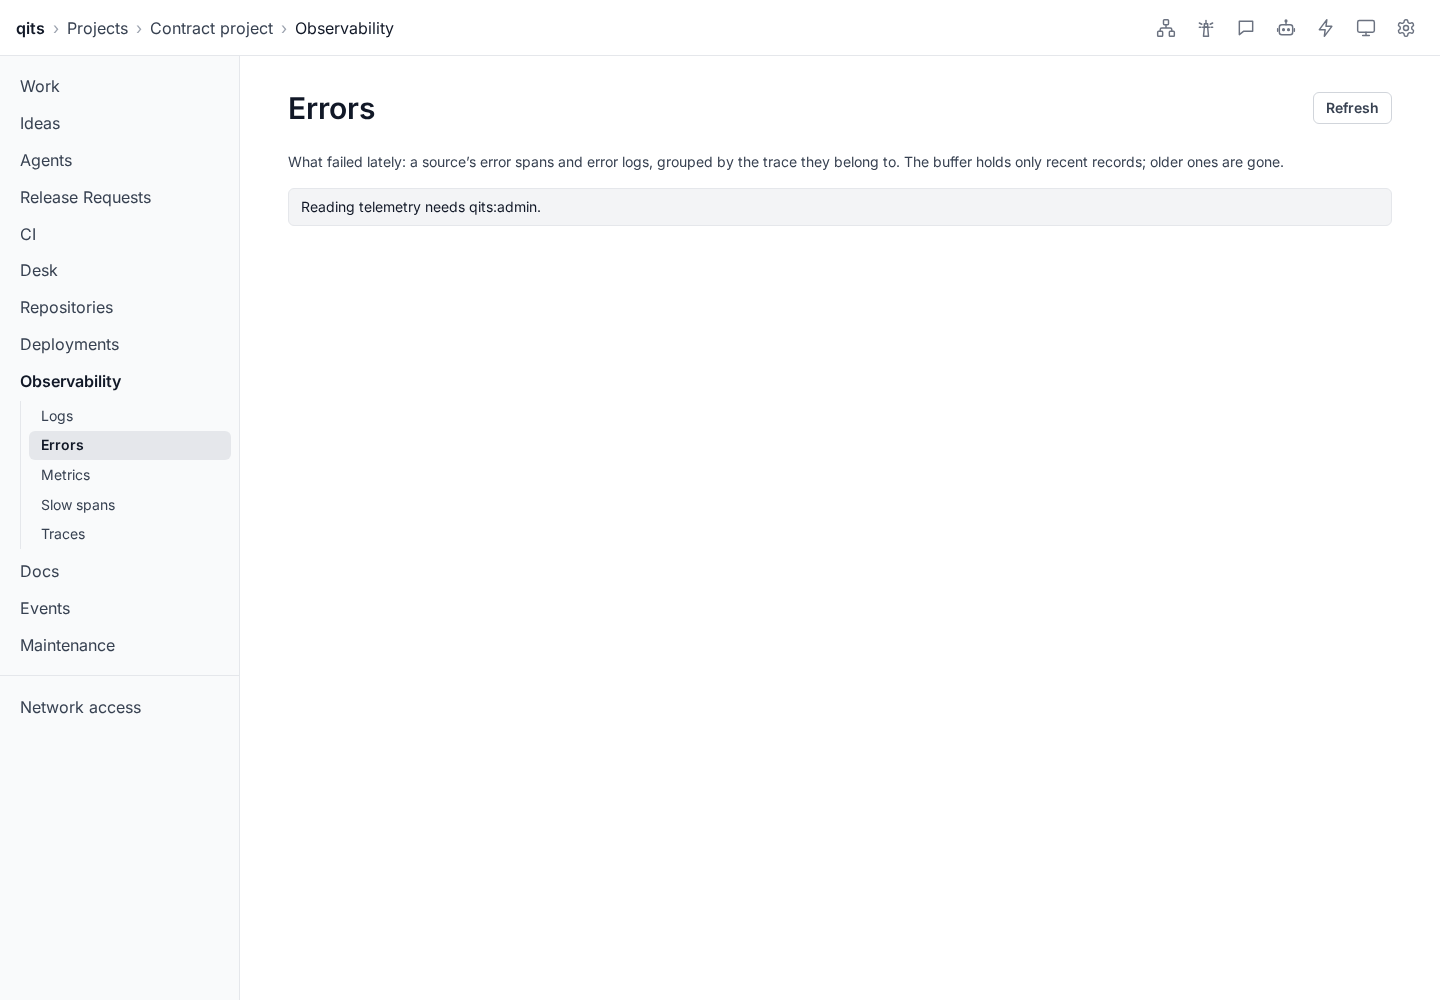 qits › Projects › Contract project › Observability
Work
Ideas
Agents
Release Requests
CI
Desk
Repositories
Deployments
Observability
Logs
Errors
Metrics
Slow spans
Traces
Docs
Events
Maintenance
Network access
Errors
Refresh
What failed lately: a source’s error spans and error logs, grouped by the trace they belong to. The buffer holds only recent records; older ones are gone.
Reading telemetry needs qits:admin.